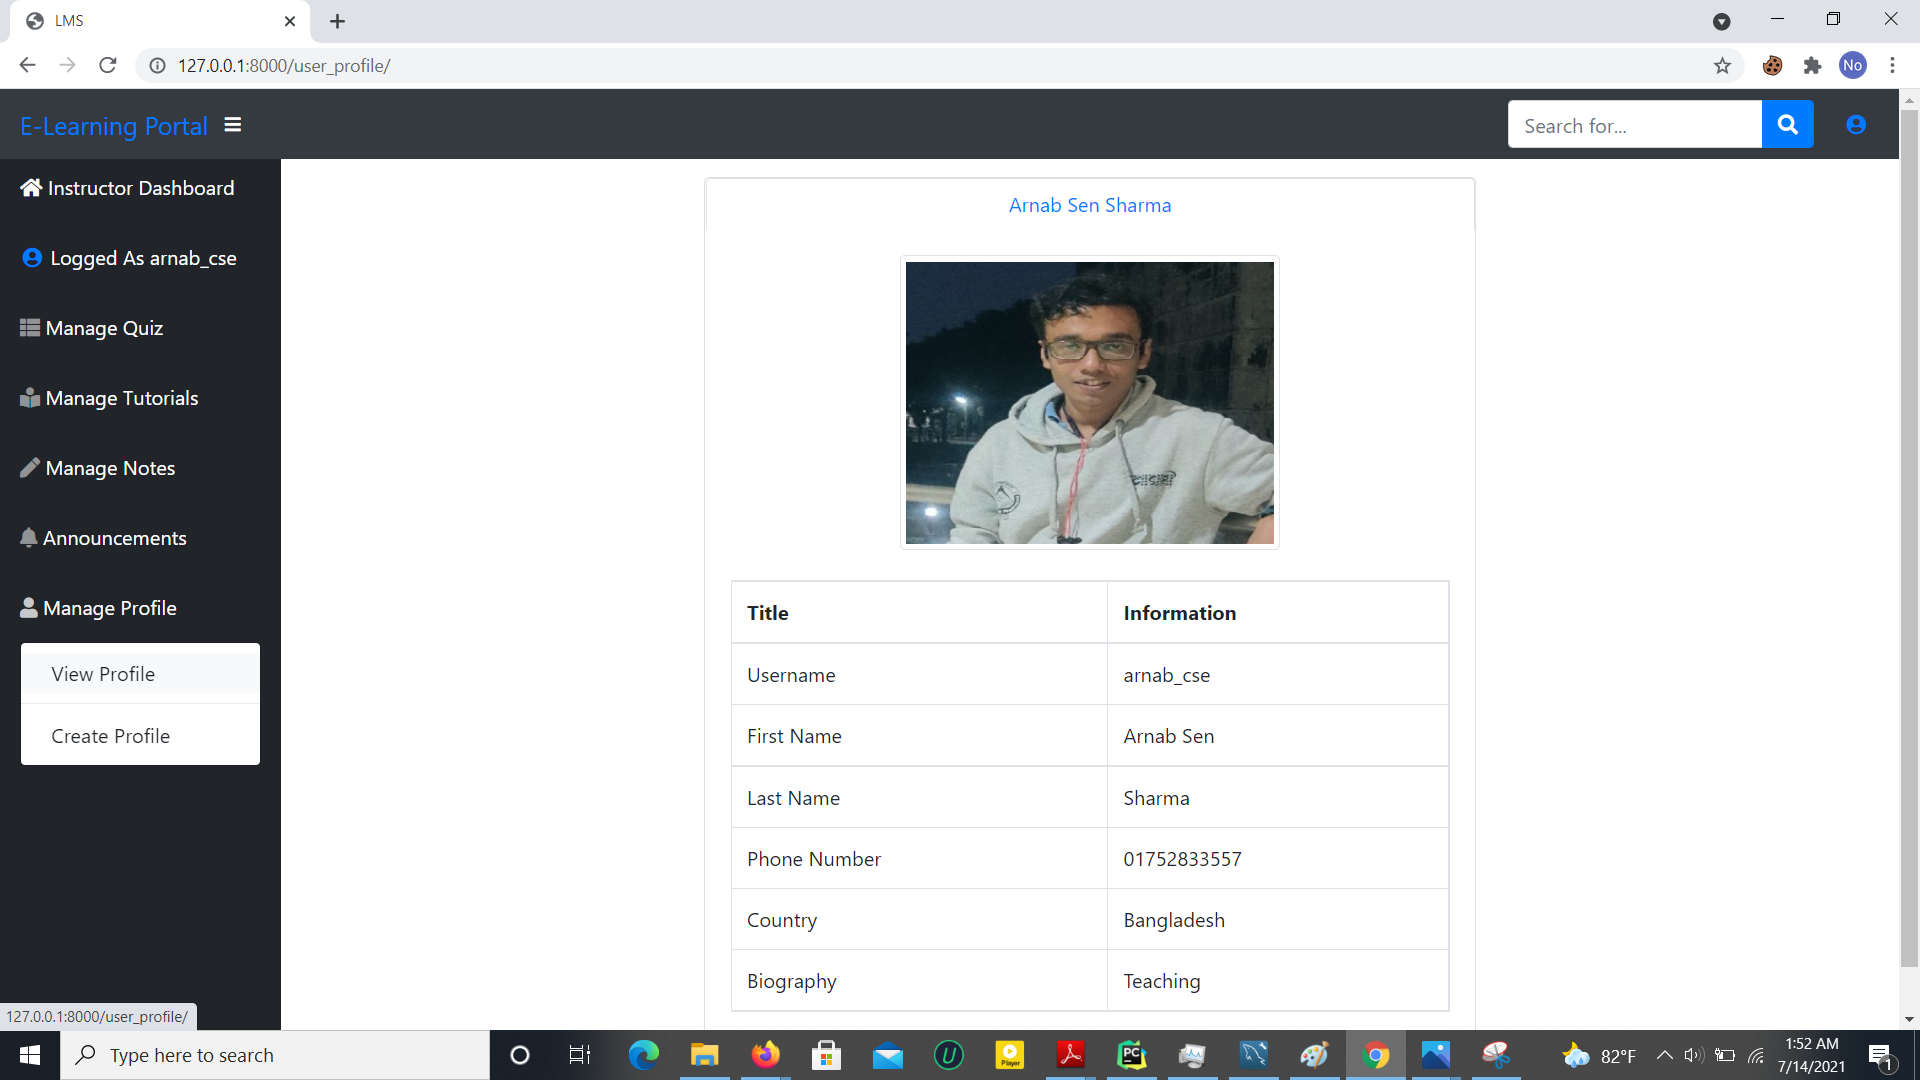 LMS
127.0.0.1:8000/user_profile/
No
E-Learning Portal
Search for...
Instructor Dashboard
Logged As arnab_cse
Manage Quiz
Manage Tutorials
Manage Notes
Announcements
Manage Profile
View Profile
Create Profile
Arnab Sen Sharma
Title Information
Username arnab_cse
First Name Arnab Sen
Last Name Sharma
Phone Number 01752833557
Country Bangladesh
Biography Teaching
127.0.0.1:8000/user_profile/
Type here to search
U
Player
PC
82°F
1:52 AM
7/14/2021
1